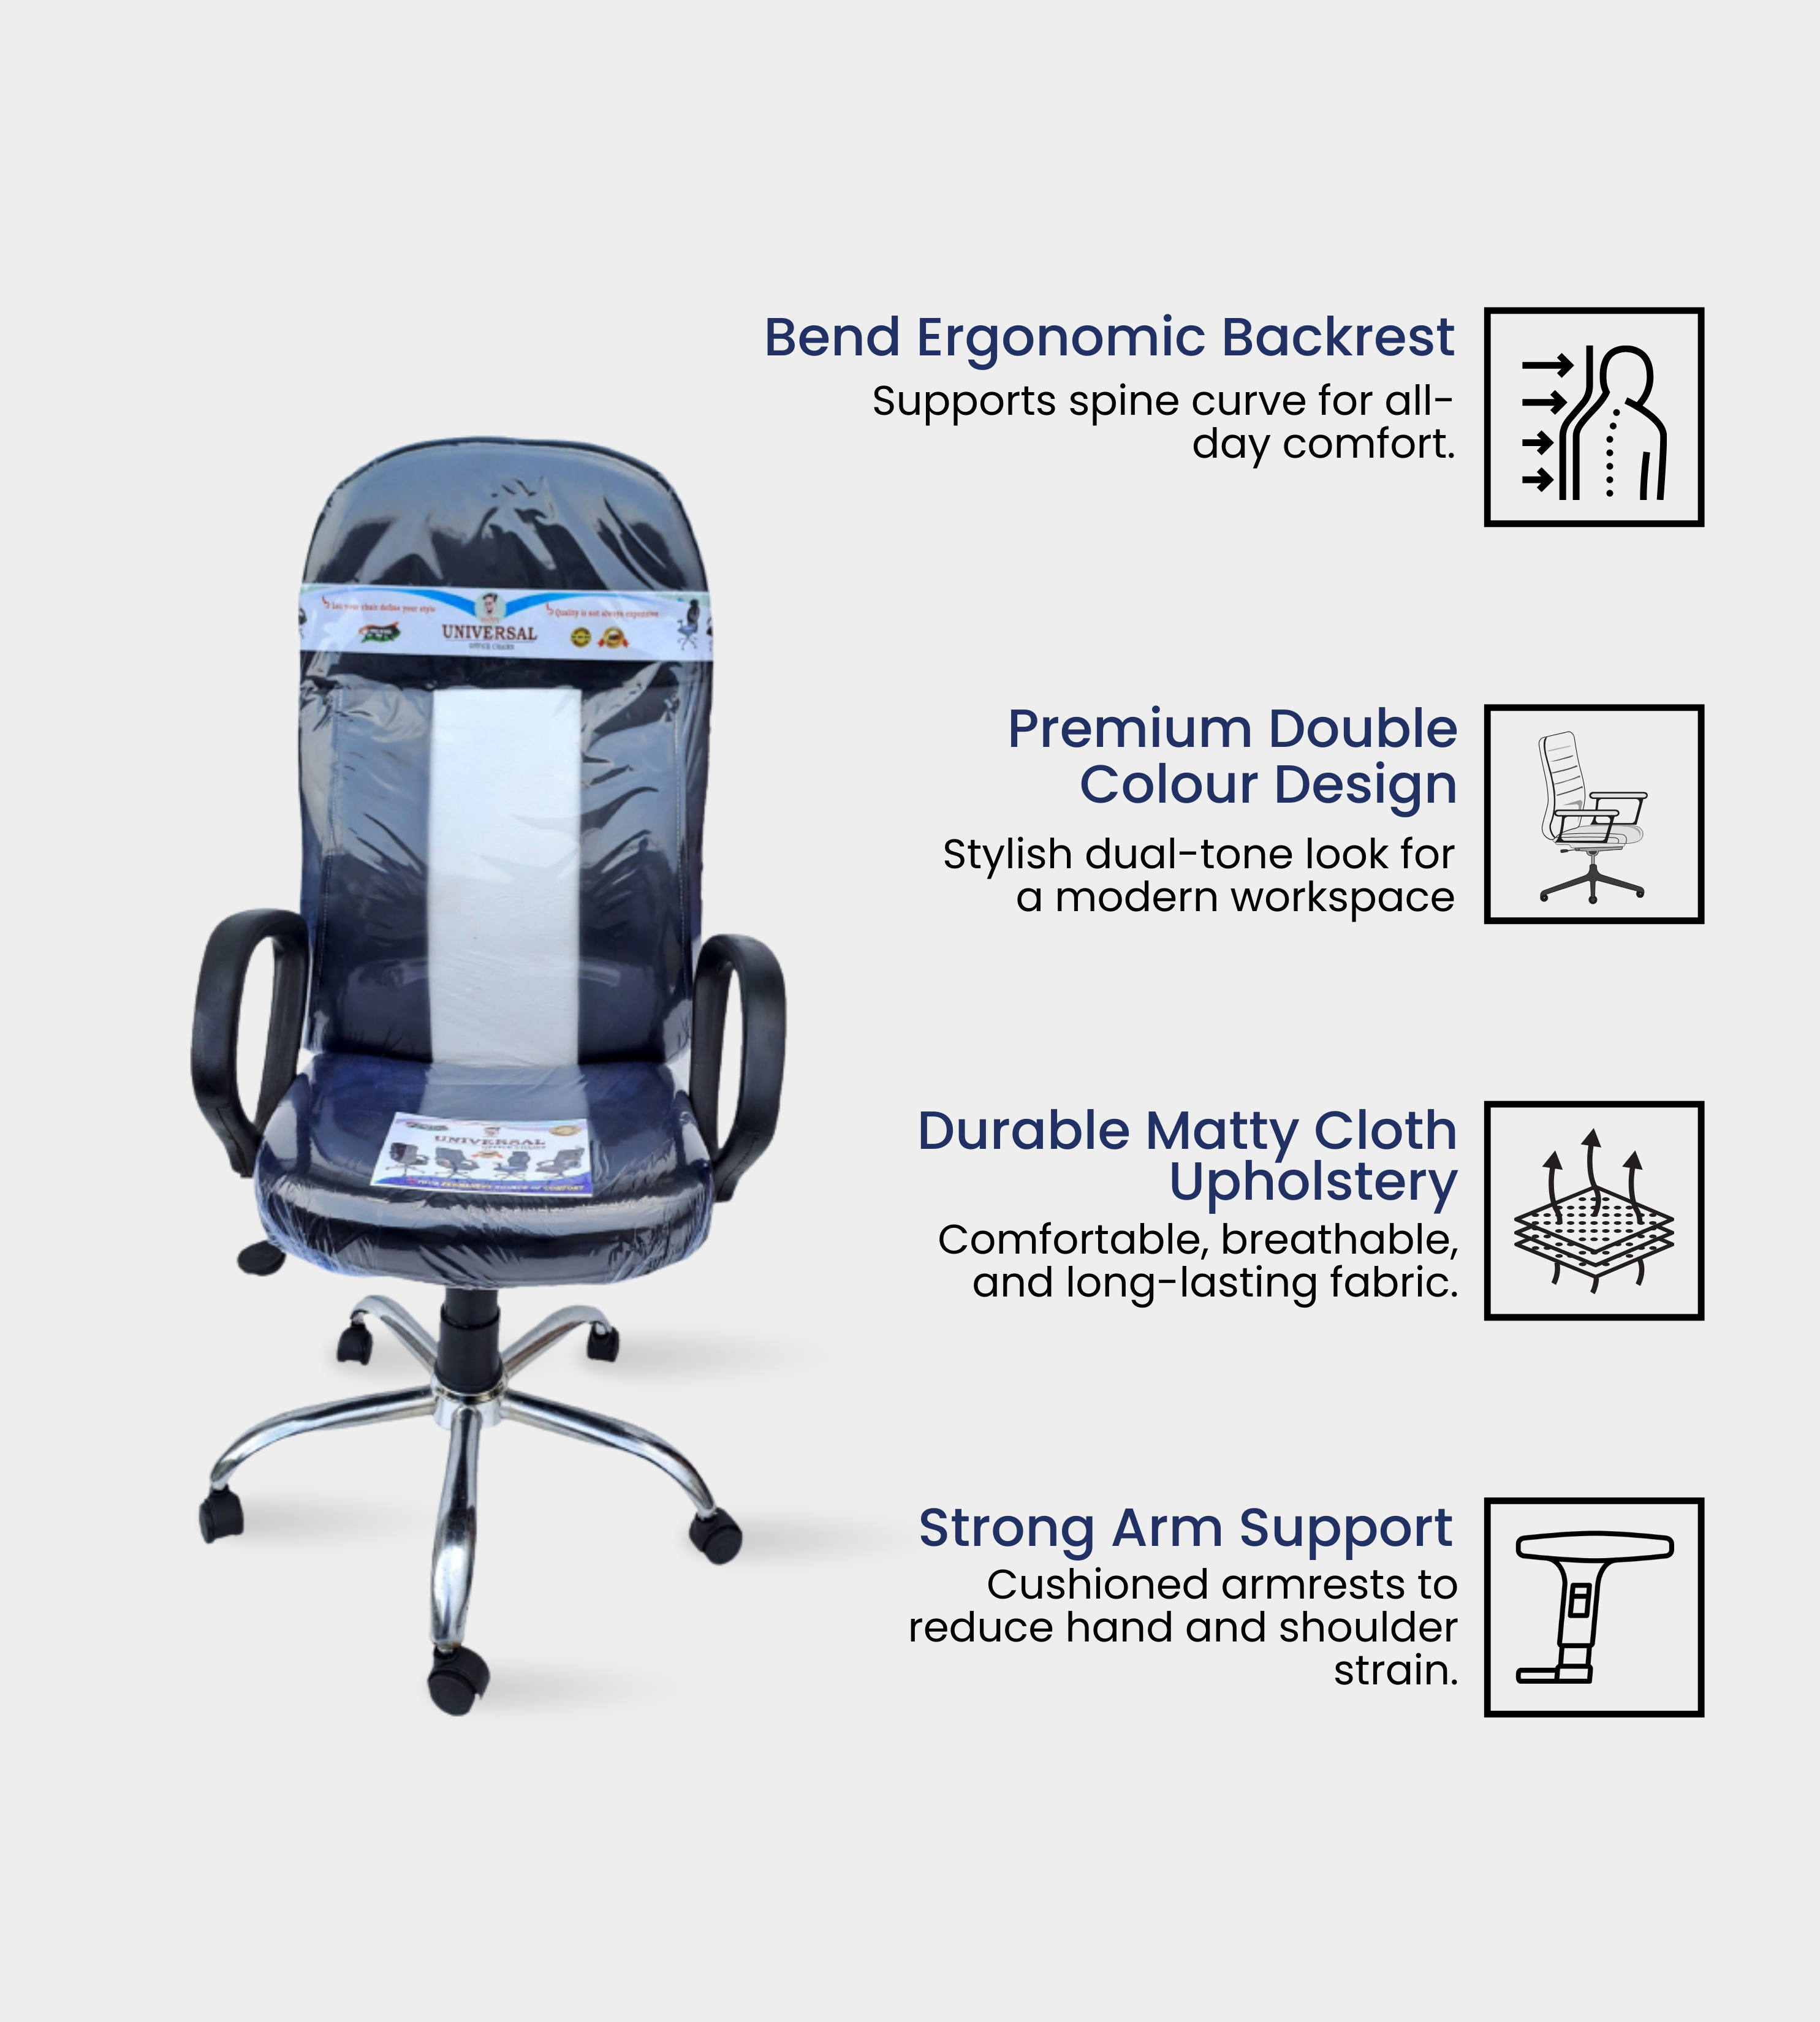 Bend Ergonomic Backrest
Supports spine curve for all-
day comfort.
Let your chair define your style
Quality is not always expensive
UNIVERSAL
OFFICE CHAIRS
Premium Double
Colour Design
Stylish dual-tone look for
a modern workspace
Durable Matty Cloth
Upholstery
Comfortable, breathable,
and long-lasting fabric.
UNIVERSAL
Strong Arm Support
Cushioned armrests to
reduce hand and shoulder
strain.